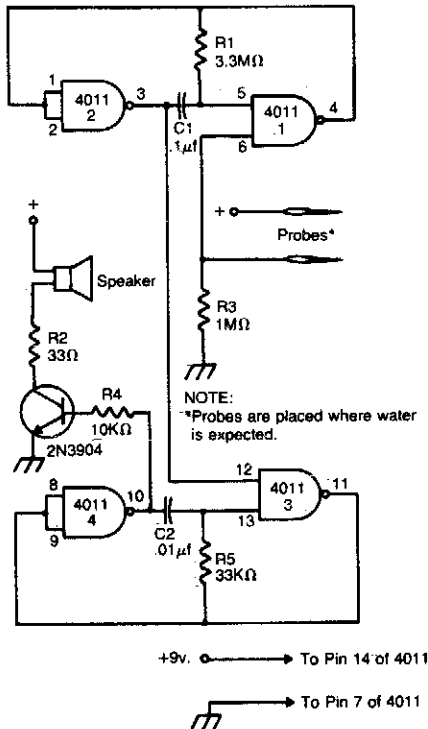 R1
3.3MΩ
1
2
4011
2
3
C1
.1µf
5
6
4011
.1
4
+
Probes*
+
Speaker
R2
33Ω
R3
1MΩ
R4
10KΩ
2N3904
NOTE:
*Probes are placed where water
is expected.
8
9
4011
4
10
C2
.01µf
12
13
4011
3
11
R5
33KΩ
+9v.
To Pin 14 of 4011
To Pin 7 of 4011